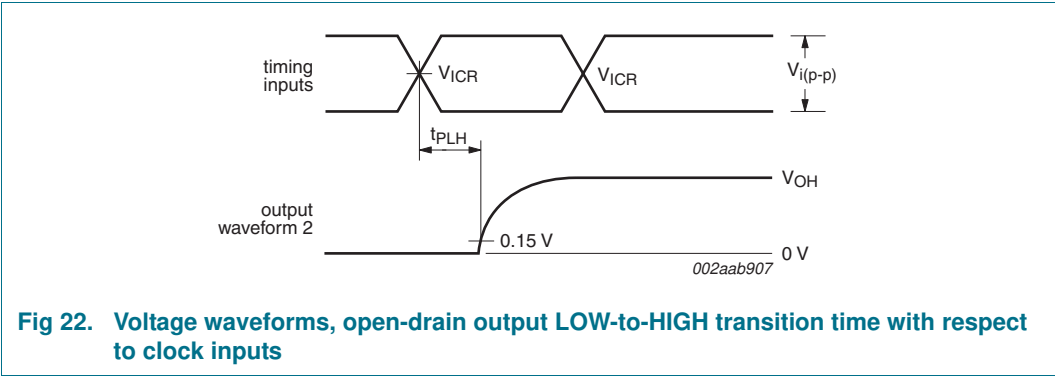 timing
inputs
VICR
VICR
Vi(p-p)
tPLH
output
waveform 2
0.15 V
VOH
0 V
002aab907
Fig 22. Voltage waveforms, open-drain output LOW-to-HIGH transition time with respect
to clock inputs